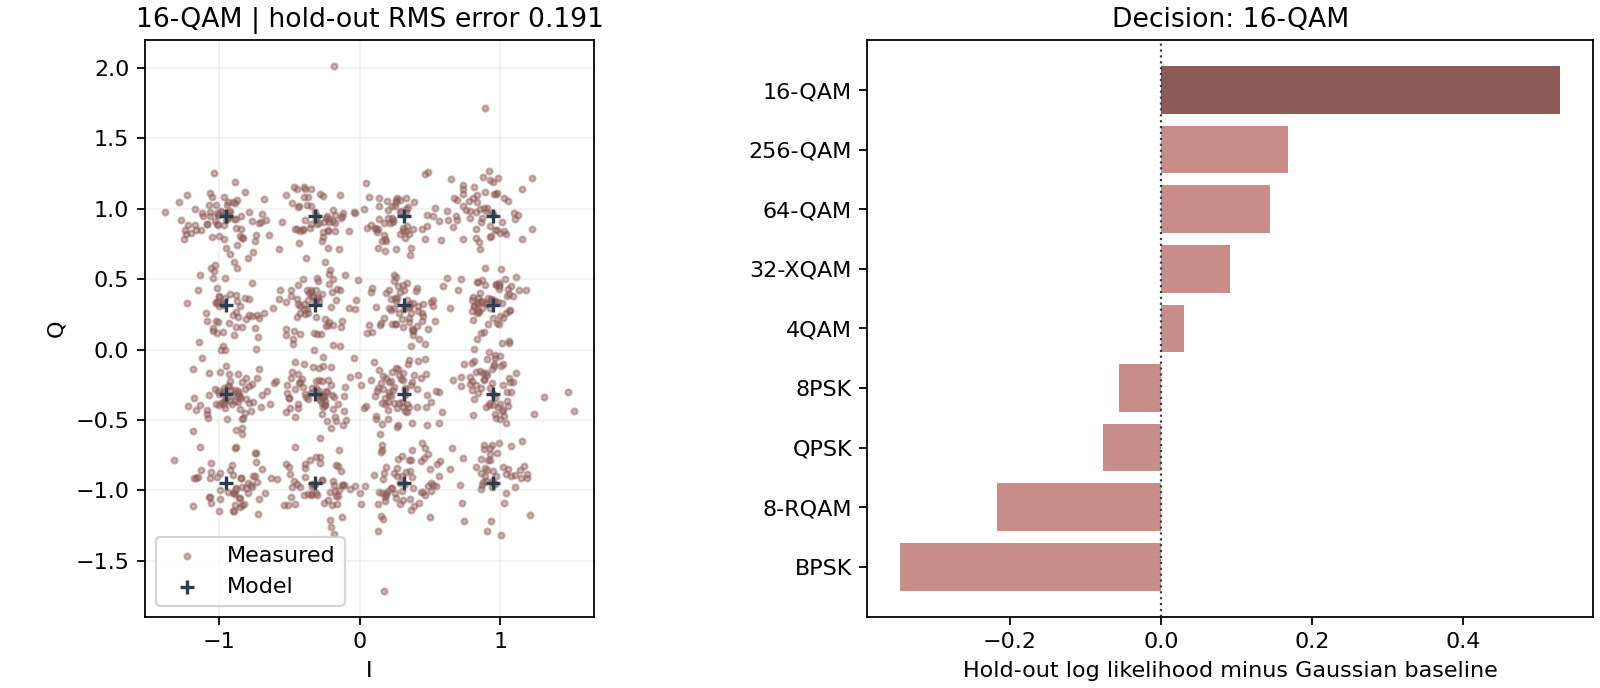 16-QAM | hold-out RMS error 0.191
2.0
1.5
1.0
0.5
0.0
−0.5
−1.0
−1.5
Q
−1
0
1
I
Measured
Model
Decision: 16-QAM
16-QAM
256-QAM
64-QAM
32-XQAM
4QAM
8PSK
QPSK
8-RQAM
BPSK
−0.2
0.0
0.2
0.4
Hold-out log likelihood minus Gaussian baseline